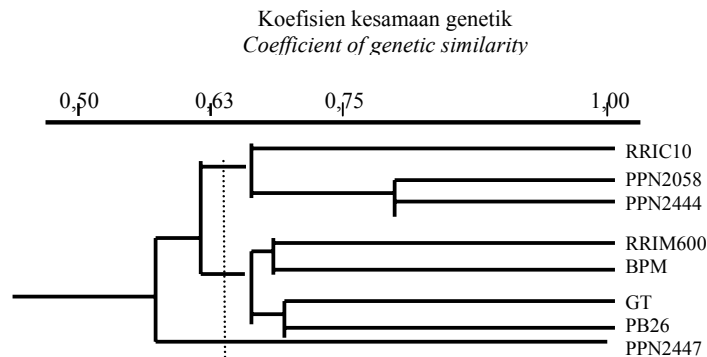 Koefisien kesamaan genetik
Coefficient of genetic similarity
0,50 0,63 0,75 1,00
RRIC10
PPN2058
PPN2444
RRIM600
BPM
GT
PB26
PPN2447